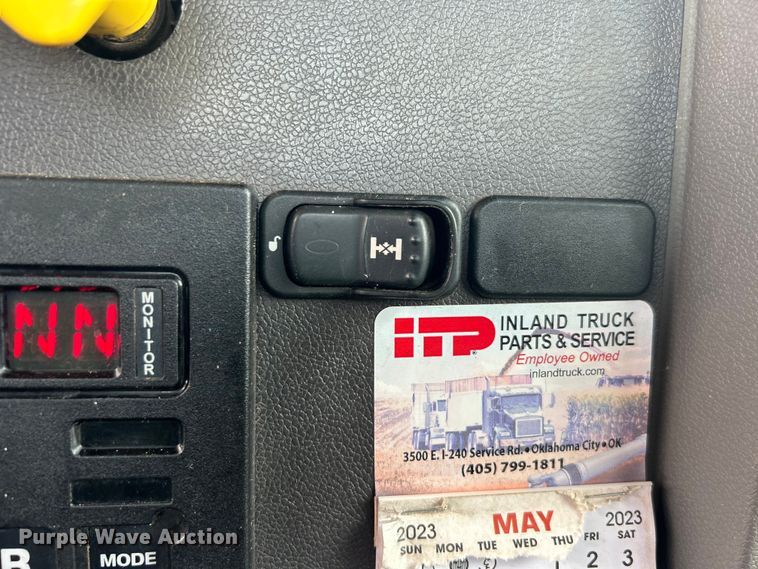 NN
MONITOR
ITP
INLAND TRUCK
PARTS & SERVICE
Employee Owned
inlandtruck.com
3500 E. I-240 Service Rd. • Oklahoma City • OK
(405) 799-1811
2023 MAY 2023
SUN MON TUE WED THU FRI SAT
1 2 3
MODE
Purple Wave Auction